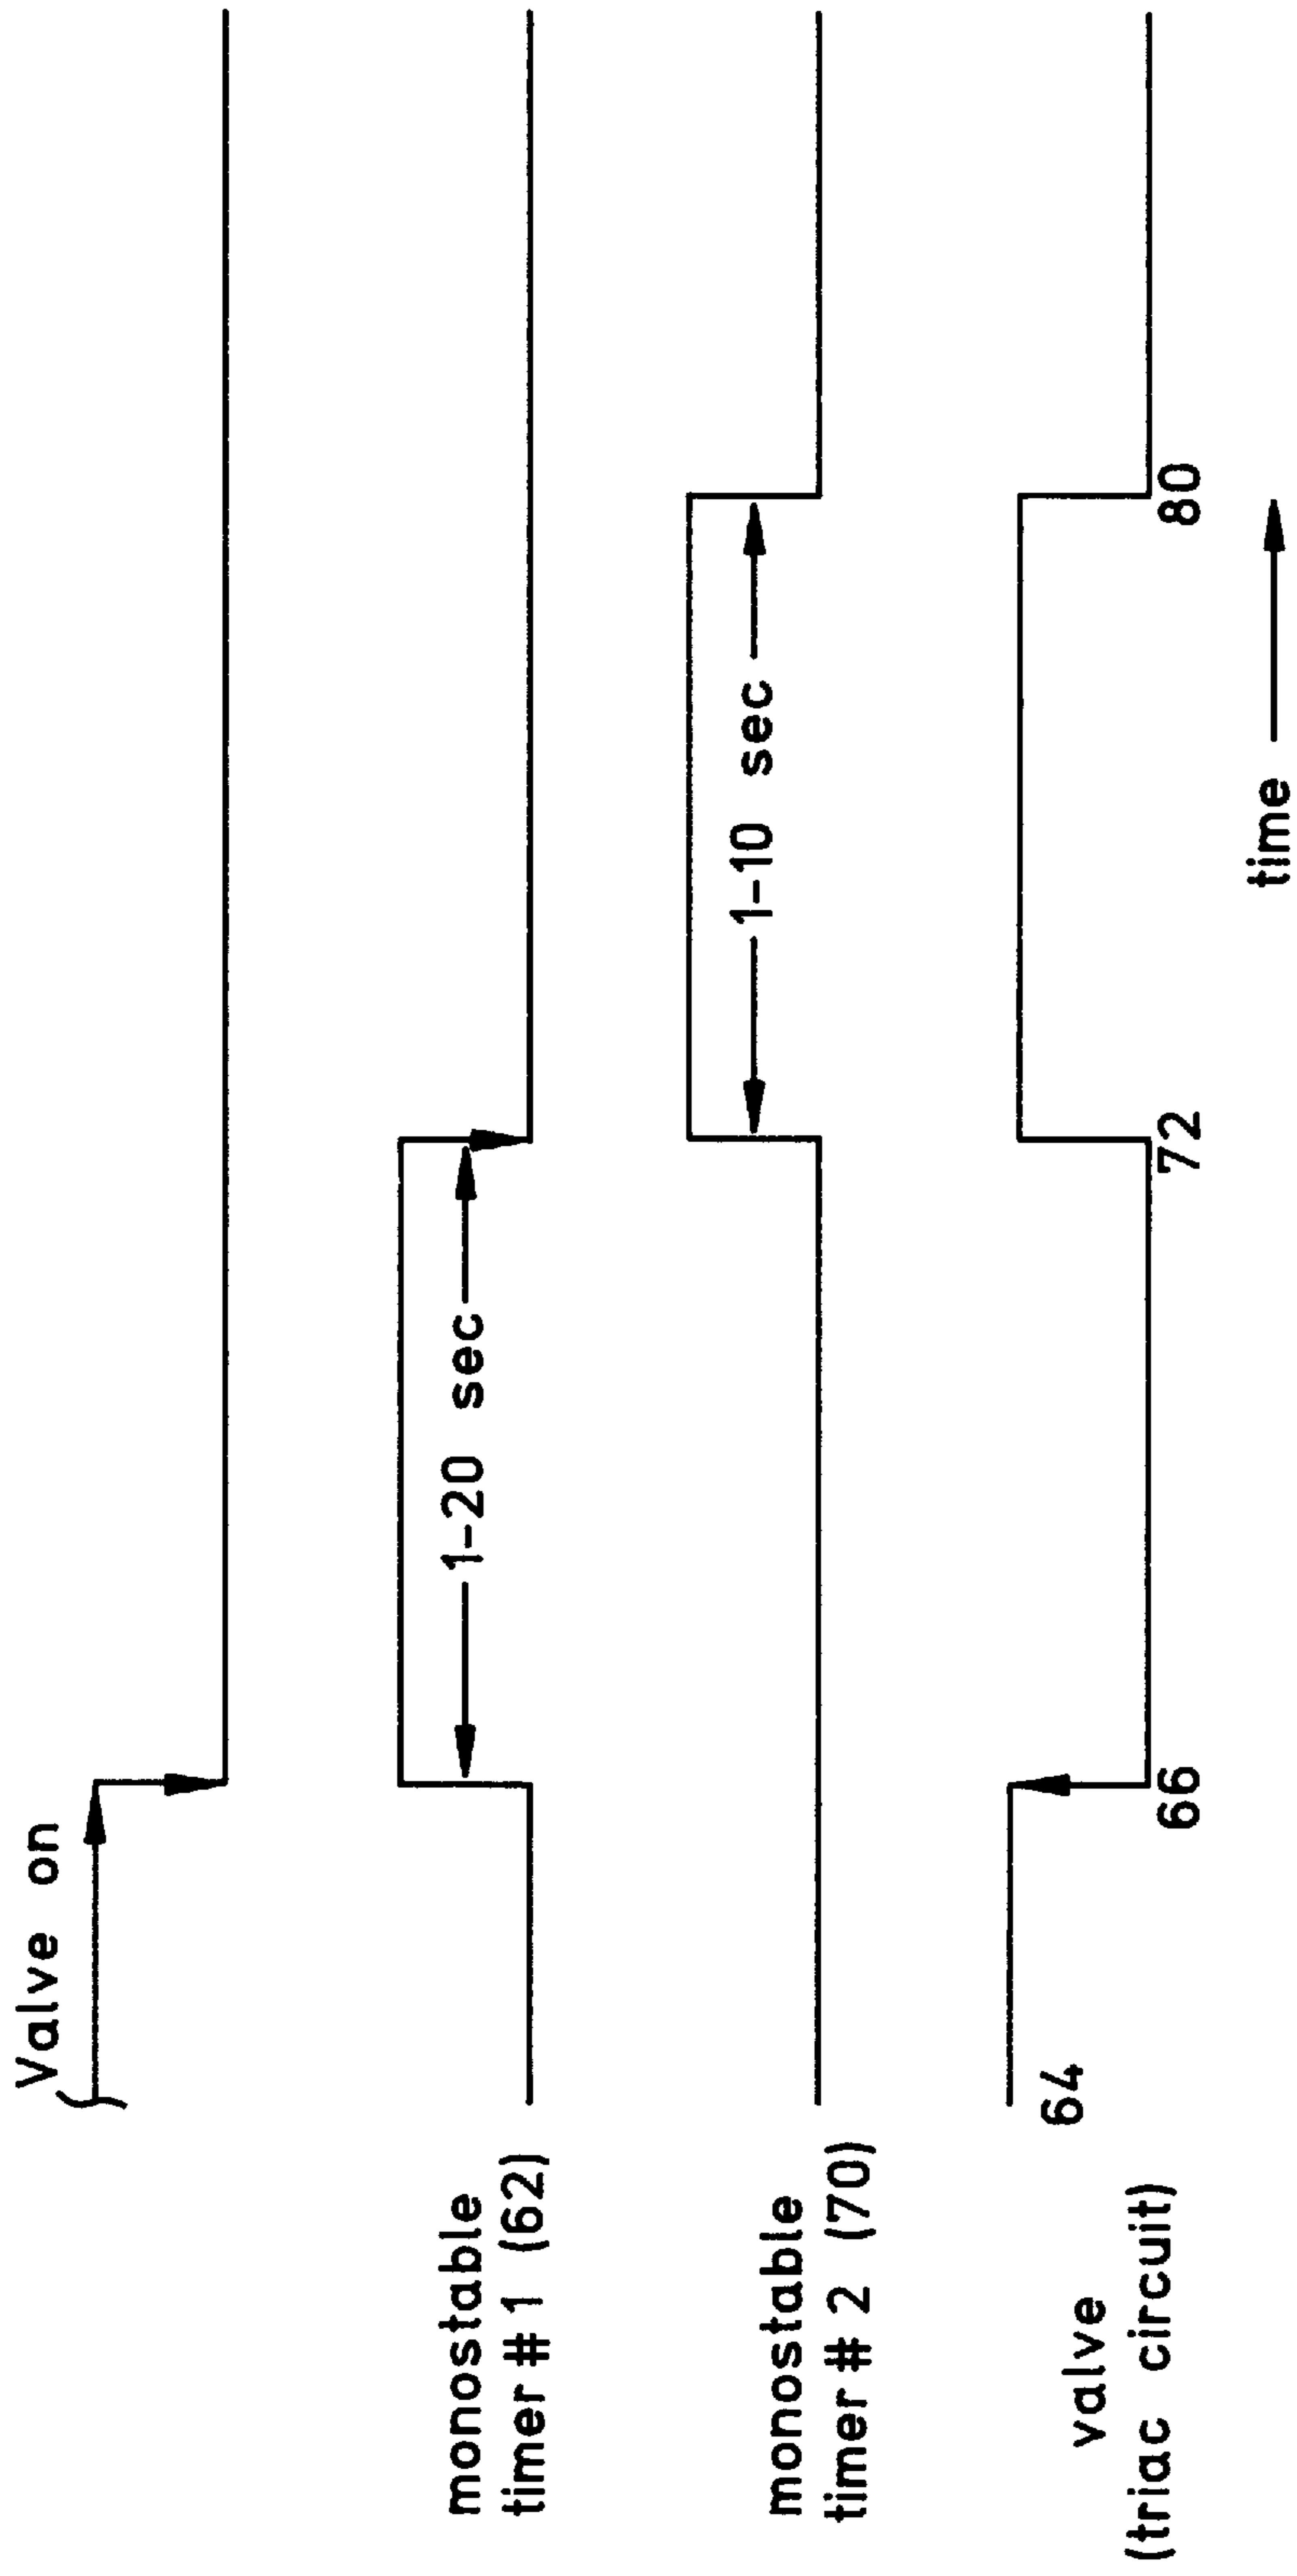 Valve on
monostable
timer # 1 (62)
1-20 sec
monostable
timer # 2 (70)
1-10 sec
valve
(triac circuit)
64
66
72
80
time